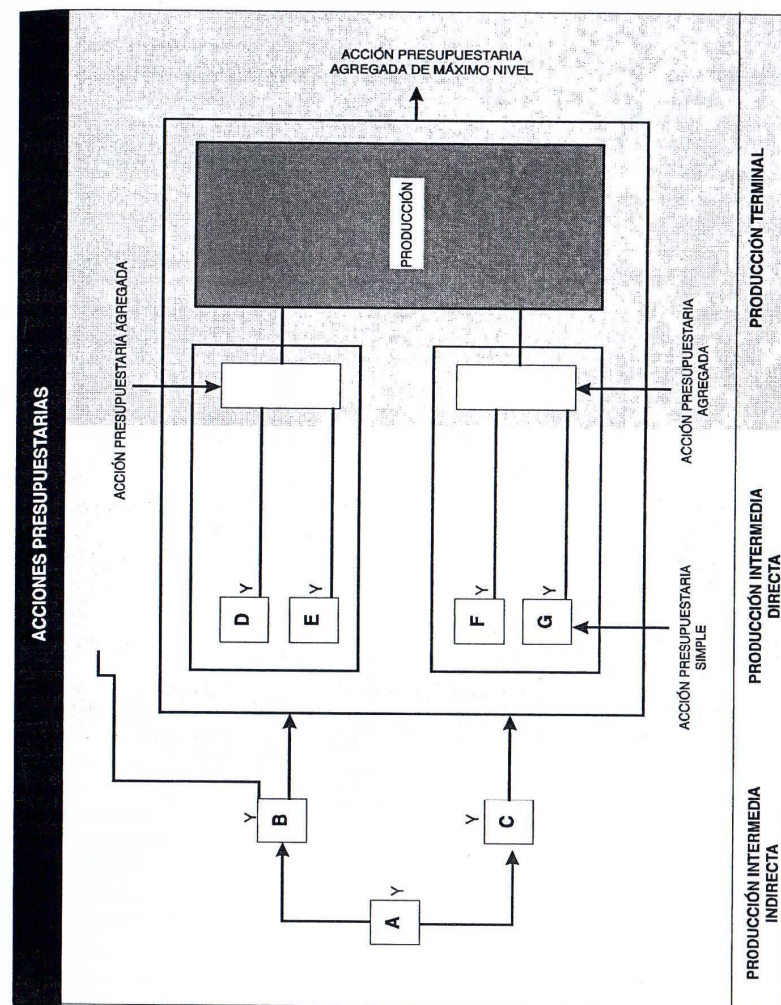 ACCIONES PRESUPUESTARIAS
ACCIÓN PRESUPUESTARIA
AGREGADA DE MÁXIMO NIVEL
ACCIÓN PRESUPUESTARIA AGREGADA
PRODUCCIÓN
D
Y
E
Y
F
Y
G
Y
B
Y
A
Y
C
Y
ACCIÓN PRESUPUESTARIA
SIMPLE
ACCIÓN PRESUPUESTARIA
AGREGADA
PRODUCCIÓN INTERMEDIA
INDIRECTA
PRODUCCIÓN INTERMEDIA
DIRECTA
PRODUCCIÓN TERMINAL